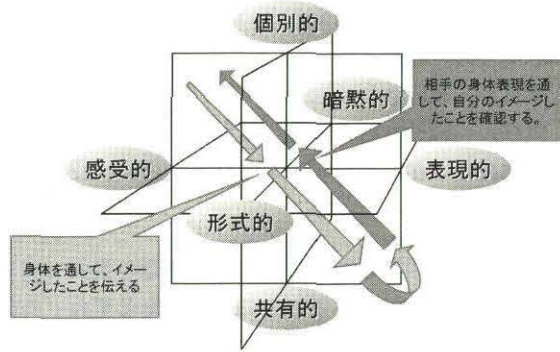 個別的
相手の身体表現を通
して、自分のイメージし
たことを確認する。
暗黙的
感受的
表現的
形式的
身体を通して、イメー
ジしたことを伝える
共有的